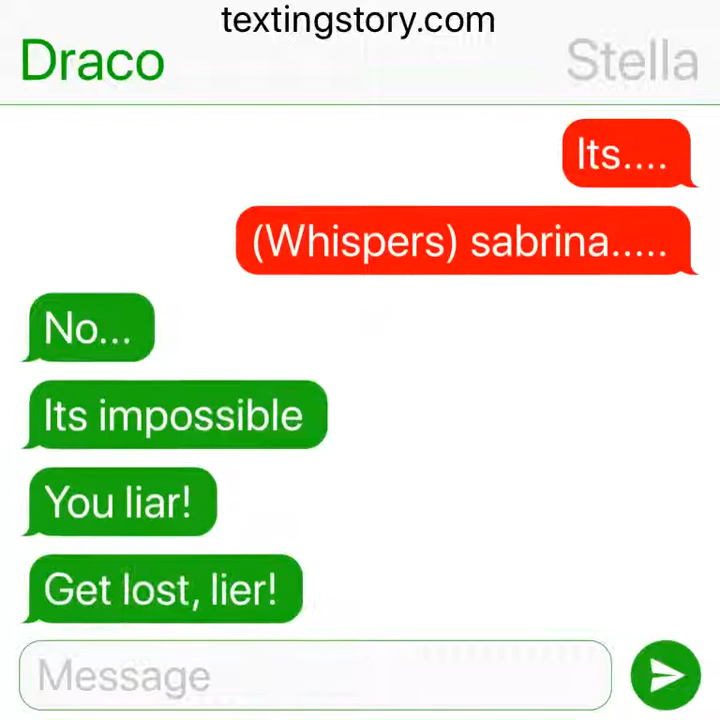 textingstory.com
Draco Stella
Its....
(Whispers) sabrina.....
No...
Its impossible
You liar!
Get lost, lier!
Message